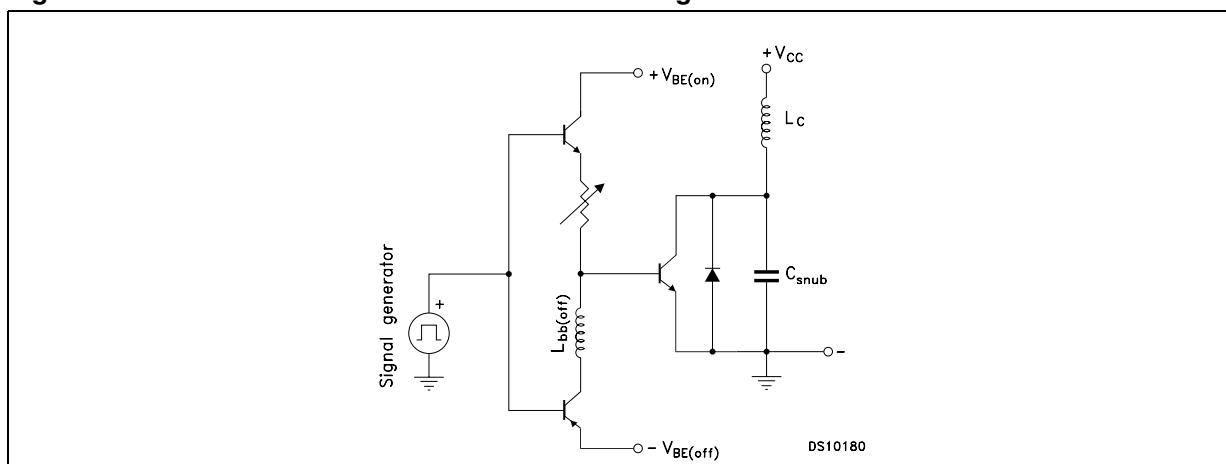 + V_BE(on)
+ V_CC
L_C
Signal generator
+
L_bb(off)
C_snub
-
- V_BE(off)
DS10180